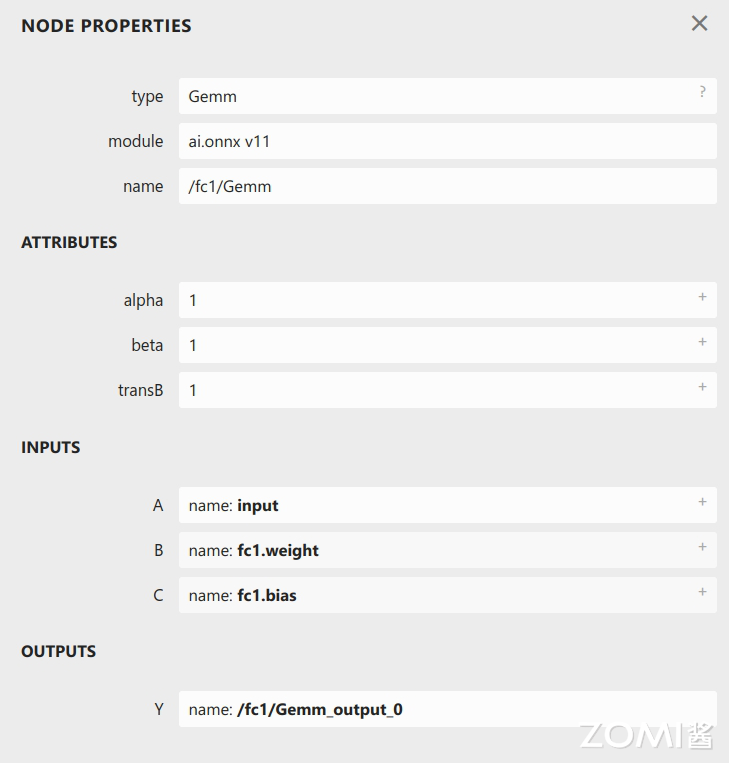 NODE PROPERTIES ×
type Gemm ?
module ai.onnx v11
name /fc1/Gemm
ATTRIBUTES
alpha 1 +
beta 1 +
transB 1 +
INPUTS
A name: input +
B name: fc1.weight +
C name: fc1.bias +
OUTPUTS
Y name: /fc1/Gemm_output_0
ZOMI酱